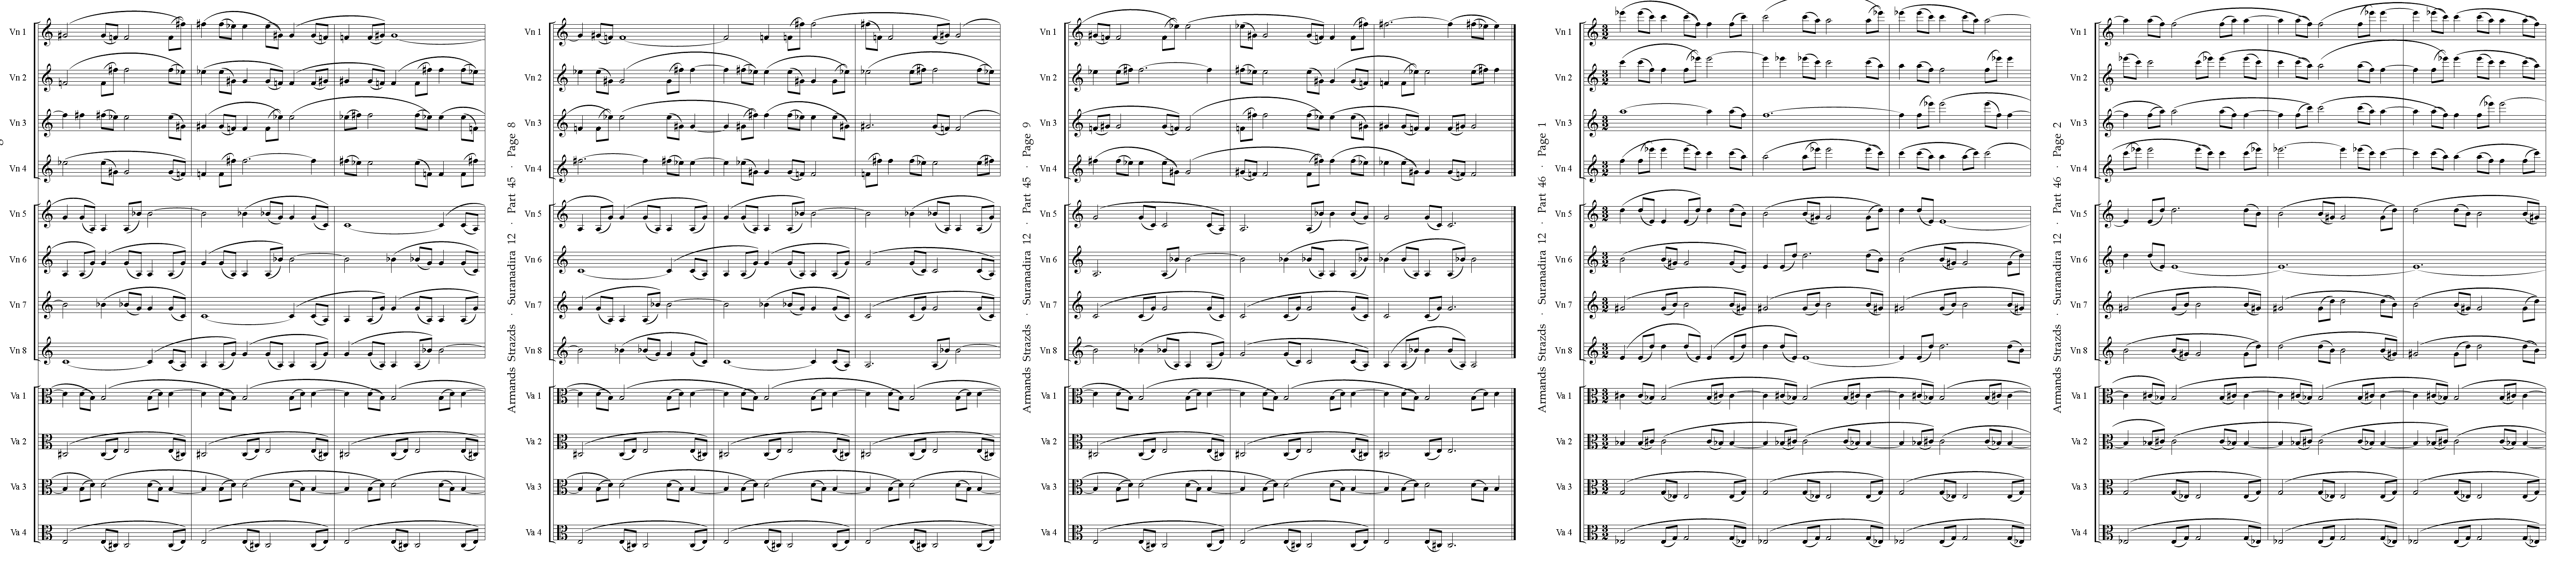 Vn 1
Vn 2
Vn 3
Vn 4
Vn 5
Vn 6
Vn 7
Vn 8
Va 1
Va 2
Va 3
Va 4
Armands Strazds · Suranadira 12 · Part 45 · Page 8
Vn 1
Vn 2
Vn 3
Vn 4
Vn 5
Vn 6
Vn 7
Vn 8
Va 1
Va 2
Va 3
Va 4
Armands Strazds · Suranadira 12 · Part 45 · Page 9
Vn 1
Vn 2
Vn 3
Vn 4
Vn 5
Vn 6
Vn 7
Vn 8
Va 1
Va 2
Va 3
Va 4
Armands Strazds · Suranadira 12 · Part 46 · Page 1
Vn 1
Vn 2
Vn 3
Vn 4
Vn 5
Vn 6
Vn 7
Vn 8
Va 1
Va 2
Va 3
Va 4
Armands Strazds · Suranadira 12 · Part 46 · Page 2
Vn 1
Vn 2
Vn 3
Vn 4
Vn 5
Vn 6
Vn 7
Vn 8
Va 1
Va 2
Va 3
Va 4